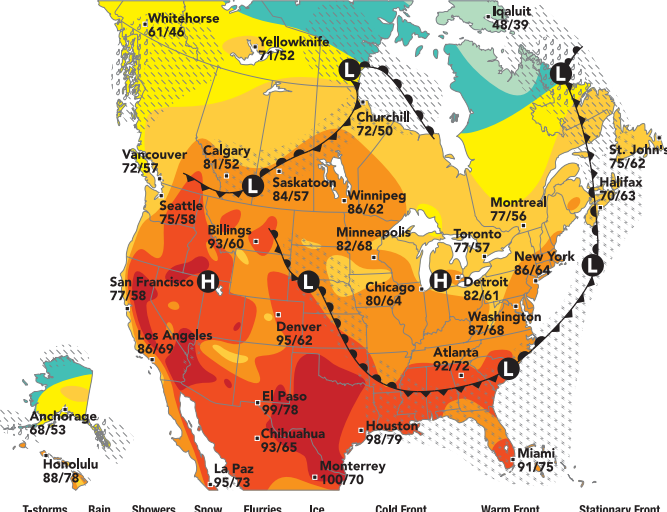 Whitehorse
61/46
Yellowknife
71/52
Iqaluit
48/39
L
L
Churchill
72/50
Vancouver
72/57
Calgary
81/52
L
Saskatoon
84/57
Winnipeg
86/62
St. John's
75/62
Halifax
70/63
Seattle
75/58
Billings
93/60
Minneapolis
82/68
Montreal
77/56
Toronto
77/57
New York
86/64
L
San Francisco
77/58
H
L
Chicago
80/64
H
Detroit
82/61
Washington
87/68
Los Angeles
86/69
Denver
95/62
Atlanta
92/72
L
El Paso
99/78
Anchorage
68/53
Chihuahua
93/65
Houston
98/79
Honolulu
88/78
La Paz
95/73
Monterrey
100/70
Miami
91/75
T-storms Rain Showers Snow Flurries Ice Cold Front Warm Front Stationary Front